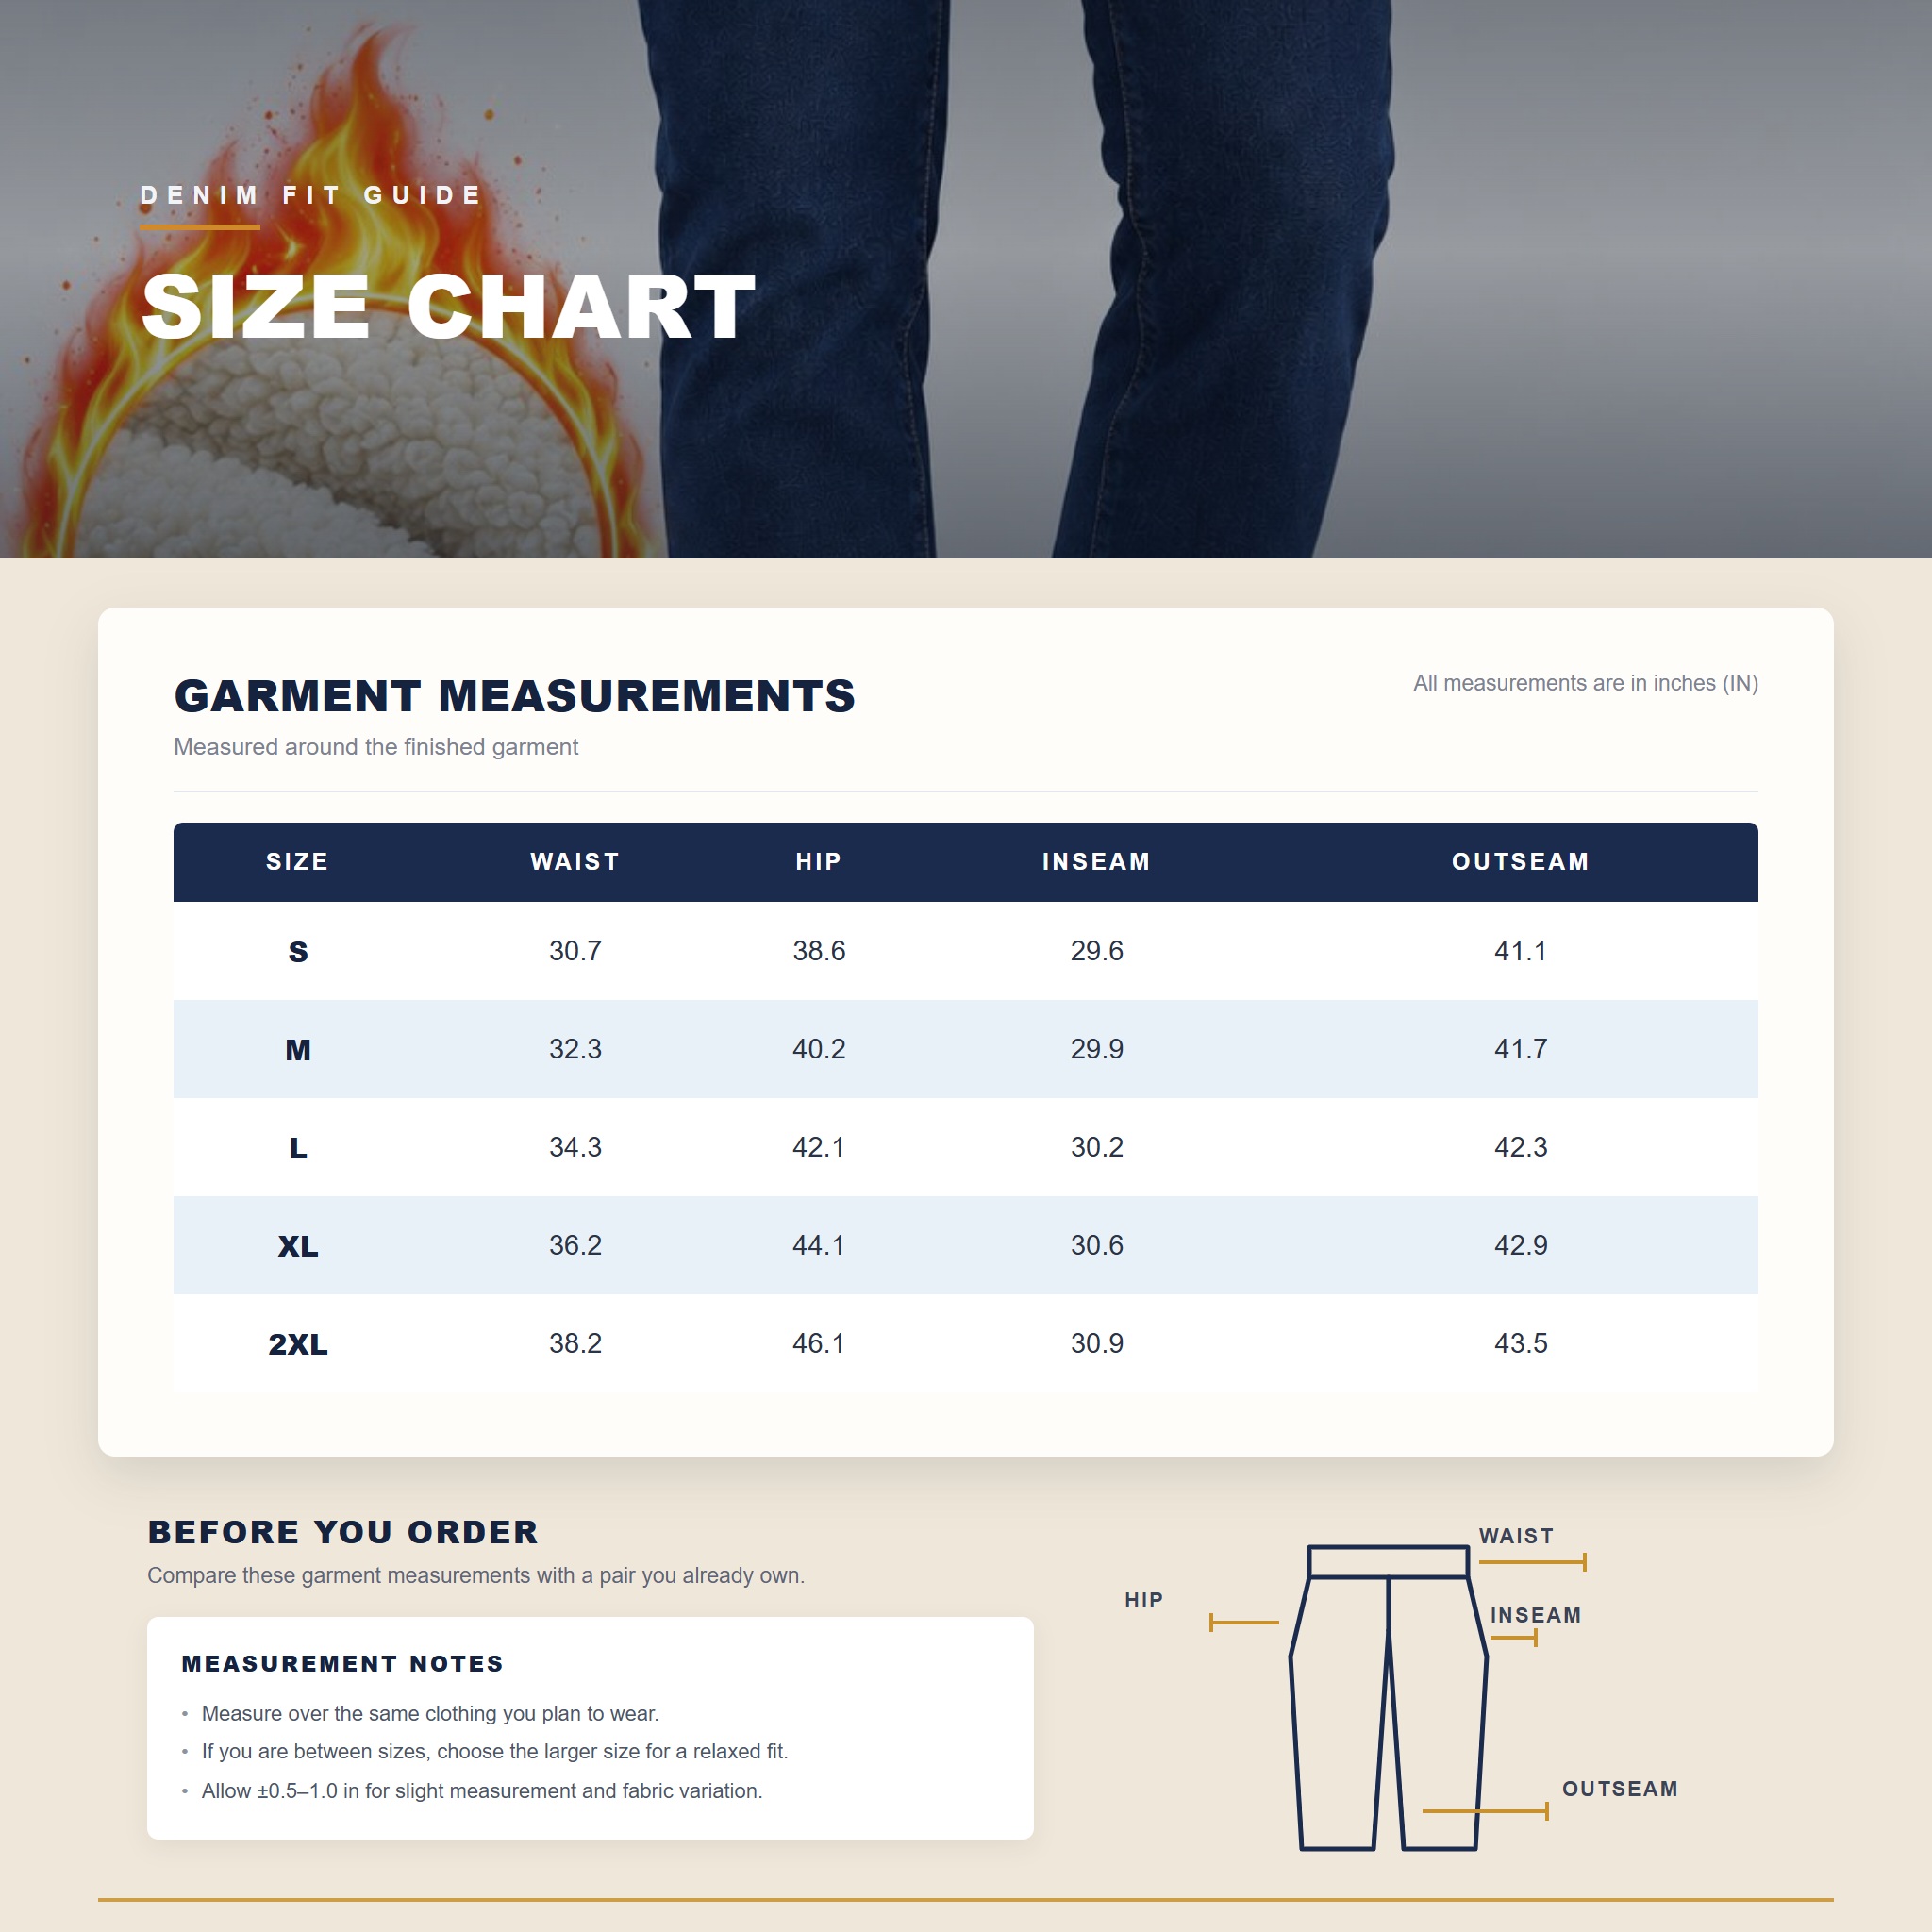 DENIM FIT GUIDE
SIZE CHART
GARMENT MEASUREMENTS
All measurements are in inches (IN)
Measured around the finished garment
SIZE WAIST HIP INSEAM OUTSEAM
S 30.7 38.6 29.6 41.1
M 32.3 40.2 29.9 41.7
L 34.3 42.1 30.2 42.3
XL 36.2 44.1 30.6 42.9
2XL 38.2 46.1 30.9 43.5
BEFORE YOU ORDER
Compare these garment measurements with a pair you already own.
MEASUREMENT NOTES
• Measure over the same clothing you plan to wear.
• If you are between sizes, choose the larger size for a relaxed fit.
• Allow ±0.5–1.0 in for slight measurement and fabric variation.
WAIST
HIP
INSEAM
OUTSEAM